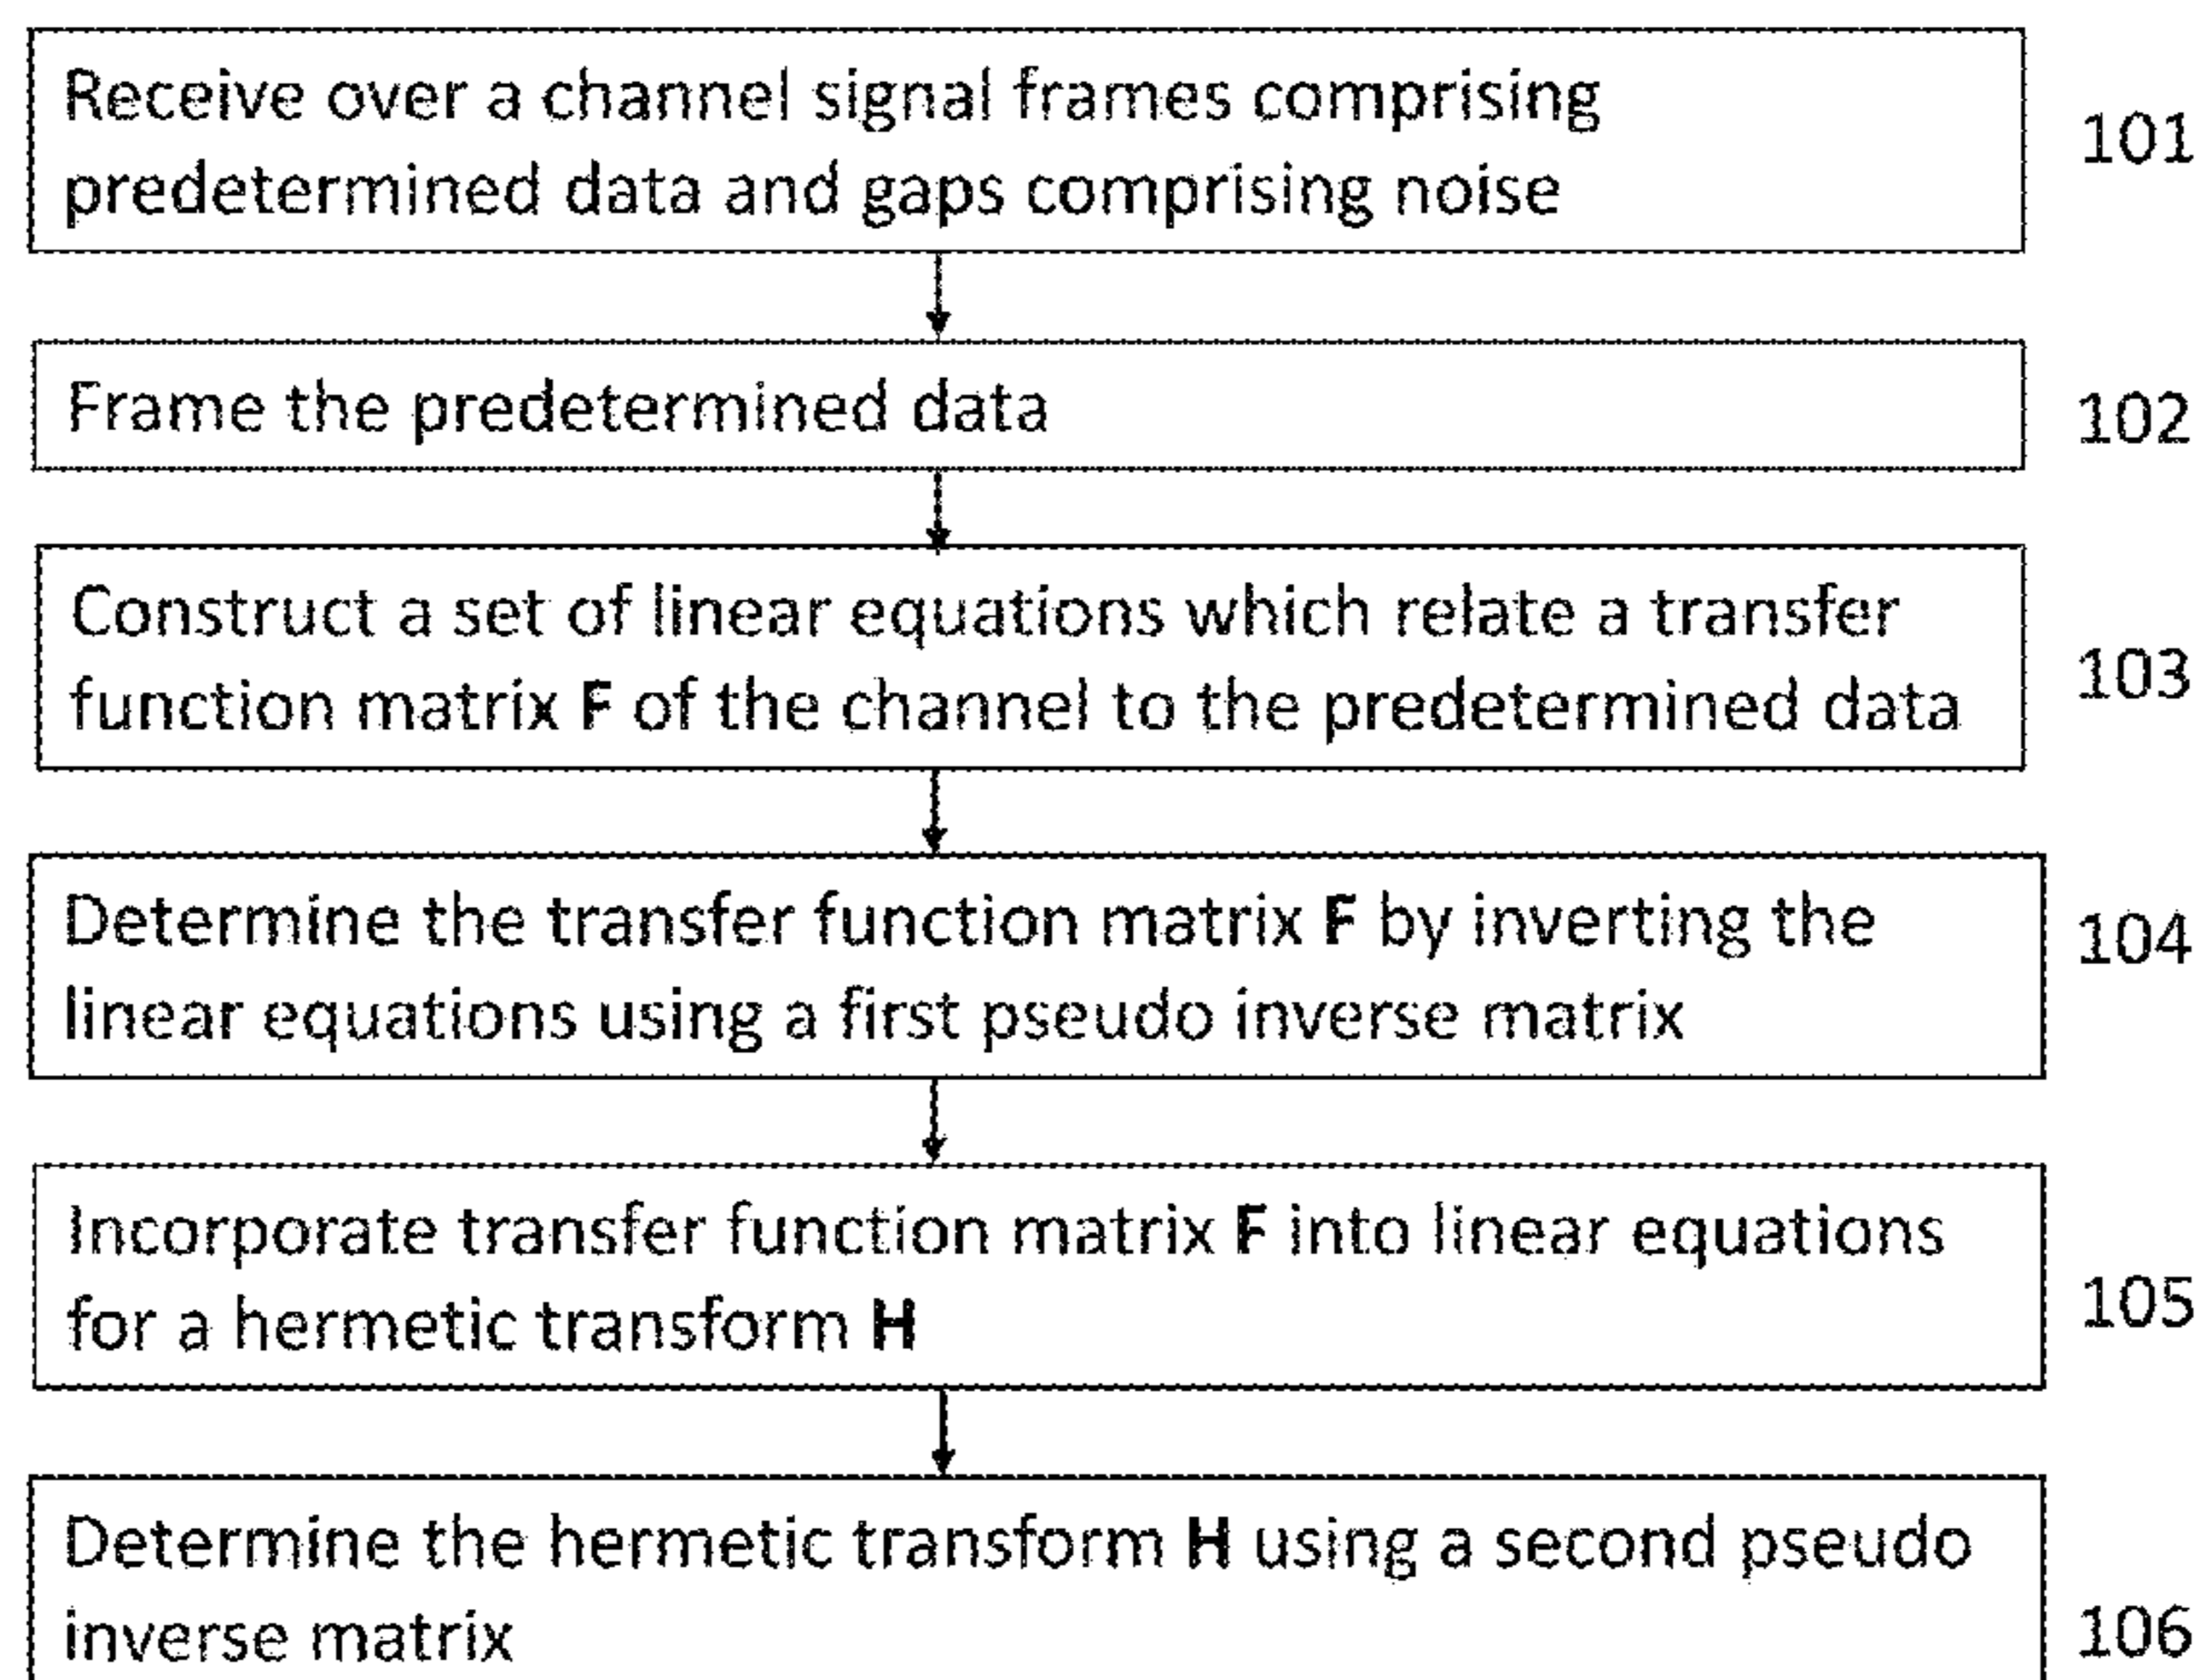 Receive over a channel signal frames comprising
predetermined data and gaps comprising noise
101
Frame the predetermined data
102
Construct a set of linear equations which relate a transfer
function matrix F of the channel to the predetermined data
103
Determine the transfer function matrix F by inverting the
linear equations using a first pseudo inverse matrix
104
Incorporate transfer function matrix F into linear equations
for a hermetic transform H
105
Determine the hermetic transform H using a second pseudo
inverse matrix
106